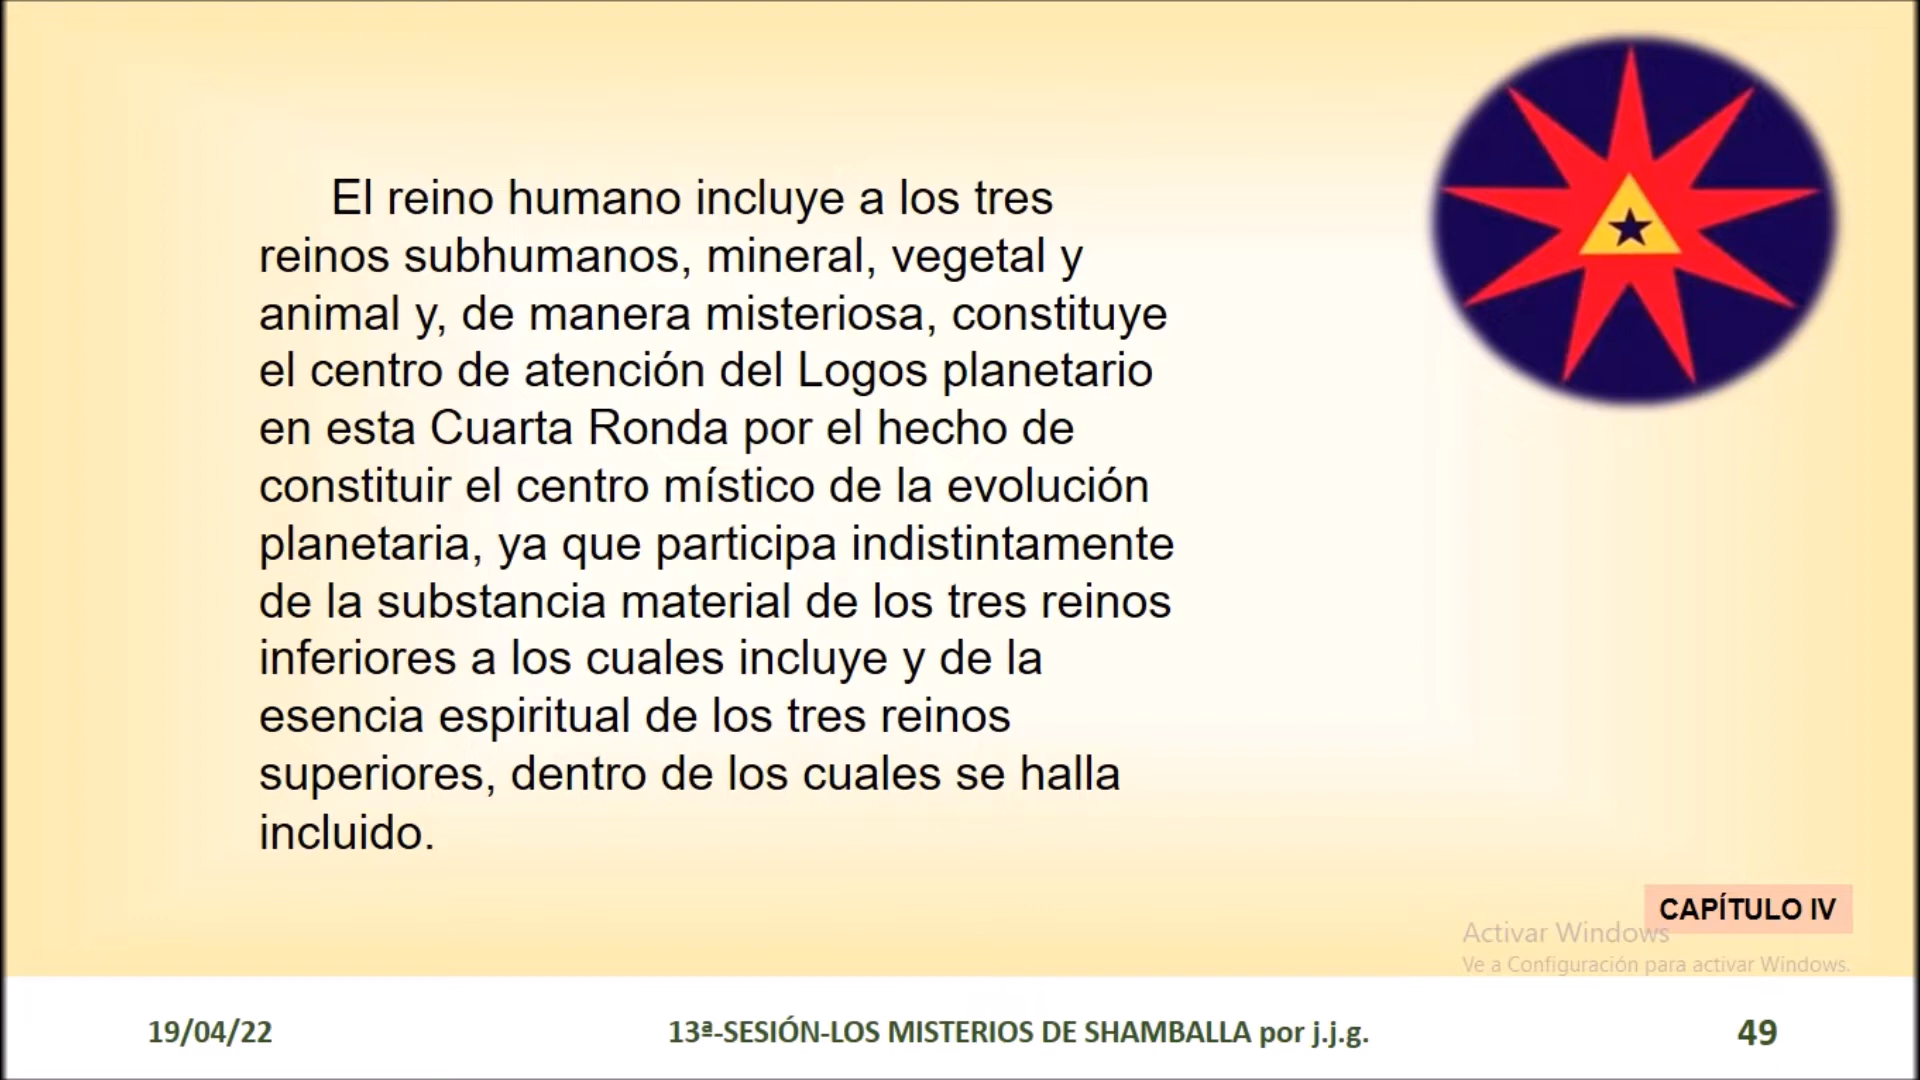 El reino humano incluye a los tres
reinos subhumanos, mineral, vegetal y
animal y, de manera misteriosa, constituye
el centro de atención del Logos planetario
en esta Cuarta Ronda por el hecho de
constituir el centro místico de la evolución
planetaria, ya que participa indistintamente
de la substancia material de los tres reinos
inferiores a los cuales incluye y de la
esencia espiritual de los tres reinos
superiores, dentro de los cuales se halla
incluido.
CAPÍTULO IV
Activar Windows
Ve a Configuración para activar Windows.
19/04/22
13ª-SESIÓN-LOS MISTERIOS DE SHAMBALLA por j.j.g.
49